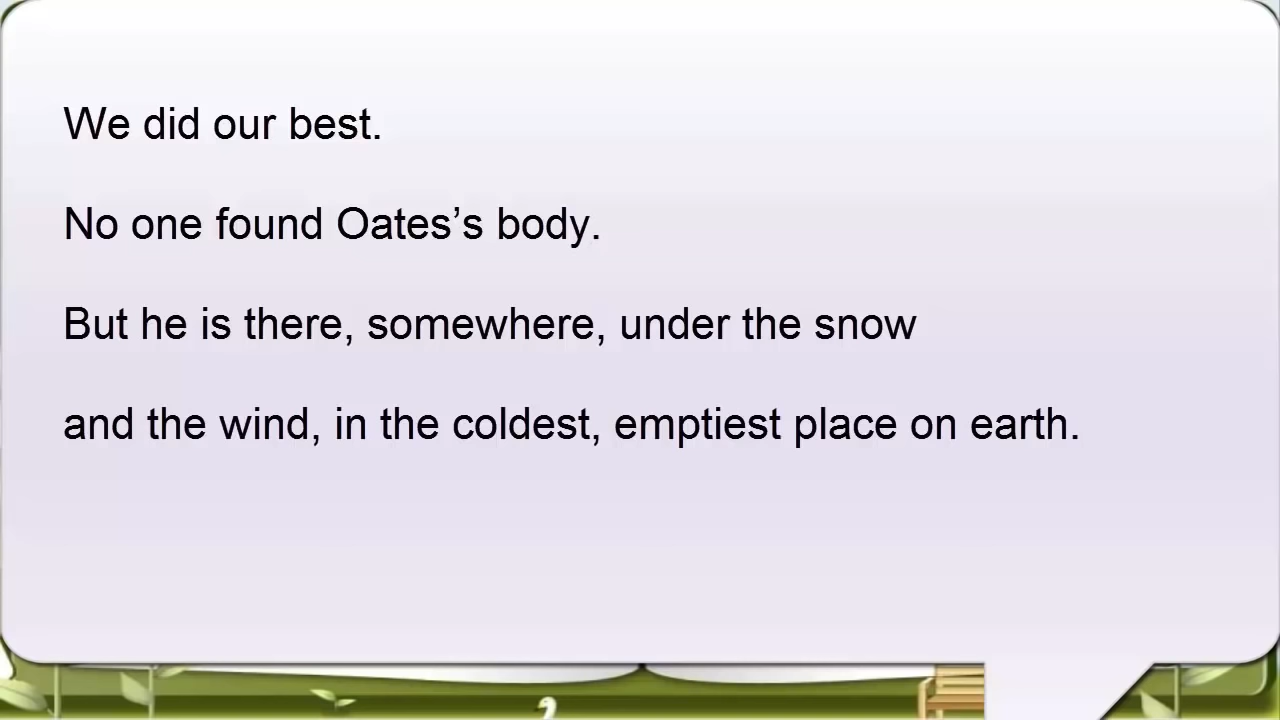 We did our best.
No one found Oates’s body.
But he is there, somewhere, under the snow
and the wind, in the coldest, emptiest place on earth.